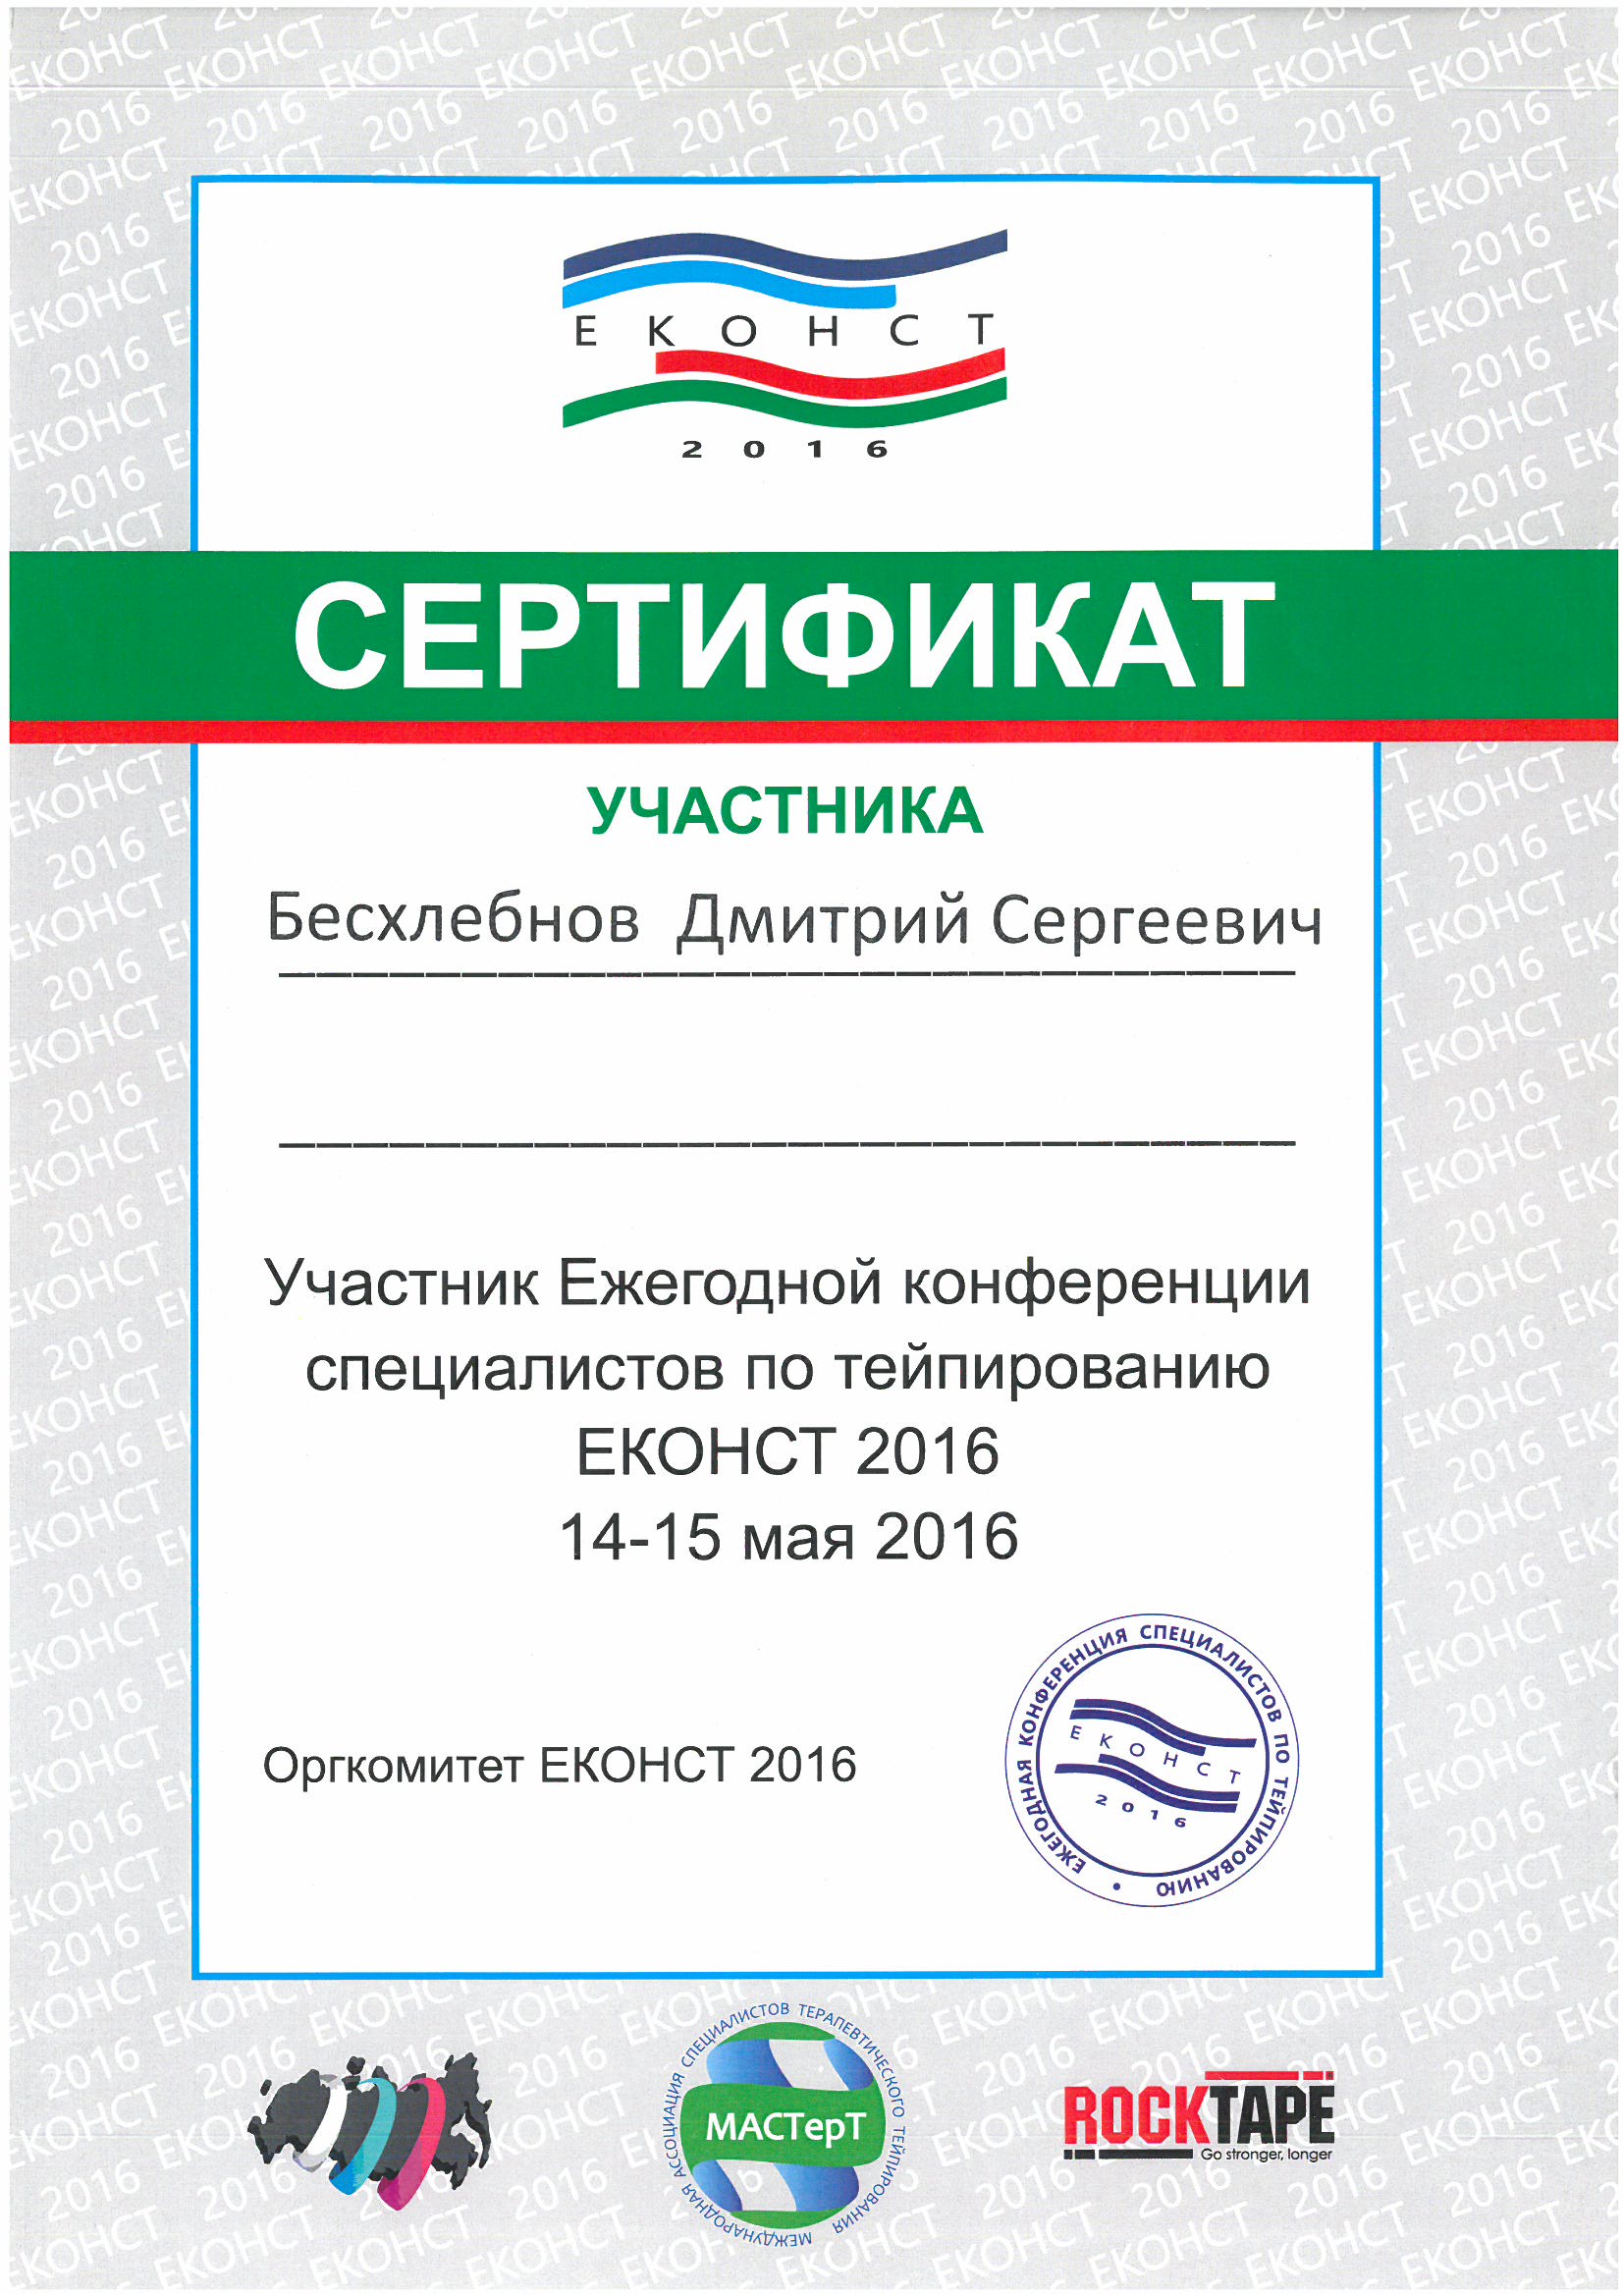 ЕКОНСТ
2016
СЕРТИФИКАТ
УЧАСТНИКА
Бесхлебнов Дмитрий Сергеевич
Участник Ежегодной конференции
специалистов по тейпированию
ЕКОНСТ 2016
14-15 мая 2016
Оргкомитет ЕКОНСТ 2016
ЕЖЕГОДНАЯ КОНФЕРЕНЦИЯ СПЕЦИАЛИСТОВ ПО ТЕЙПИРОВАНИЮ •
ЕКОНСТ
2016
МЕЖДУНАРОДНАЯ АССОЦИАЦИЯ СПЕЦИАЛИСТОВ ТЕРАПЕВТИЧЕСКОГО ТЕЙПИРОВАНИЯ
МАСТерТ
ROCKTAPE
Go stronger, longer